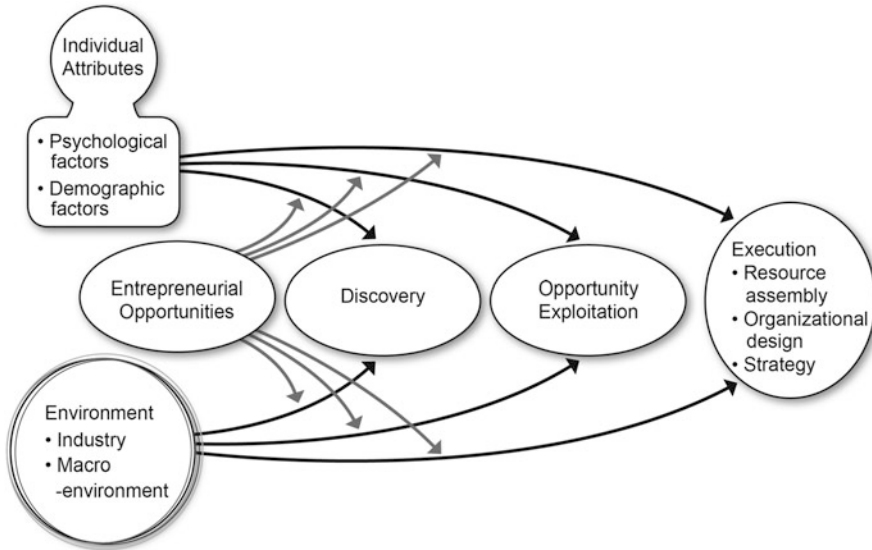 Individual
Attributes
• Psychological
factors
• Demographic
factors
Entrepreneurial
Opportunities
Discovery
Opportunity
Exploitation
Execution
• Resource
assembly
• Organizational
design
• Strategy
Environment
• Industry
• Macro
-environment